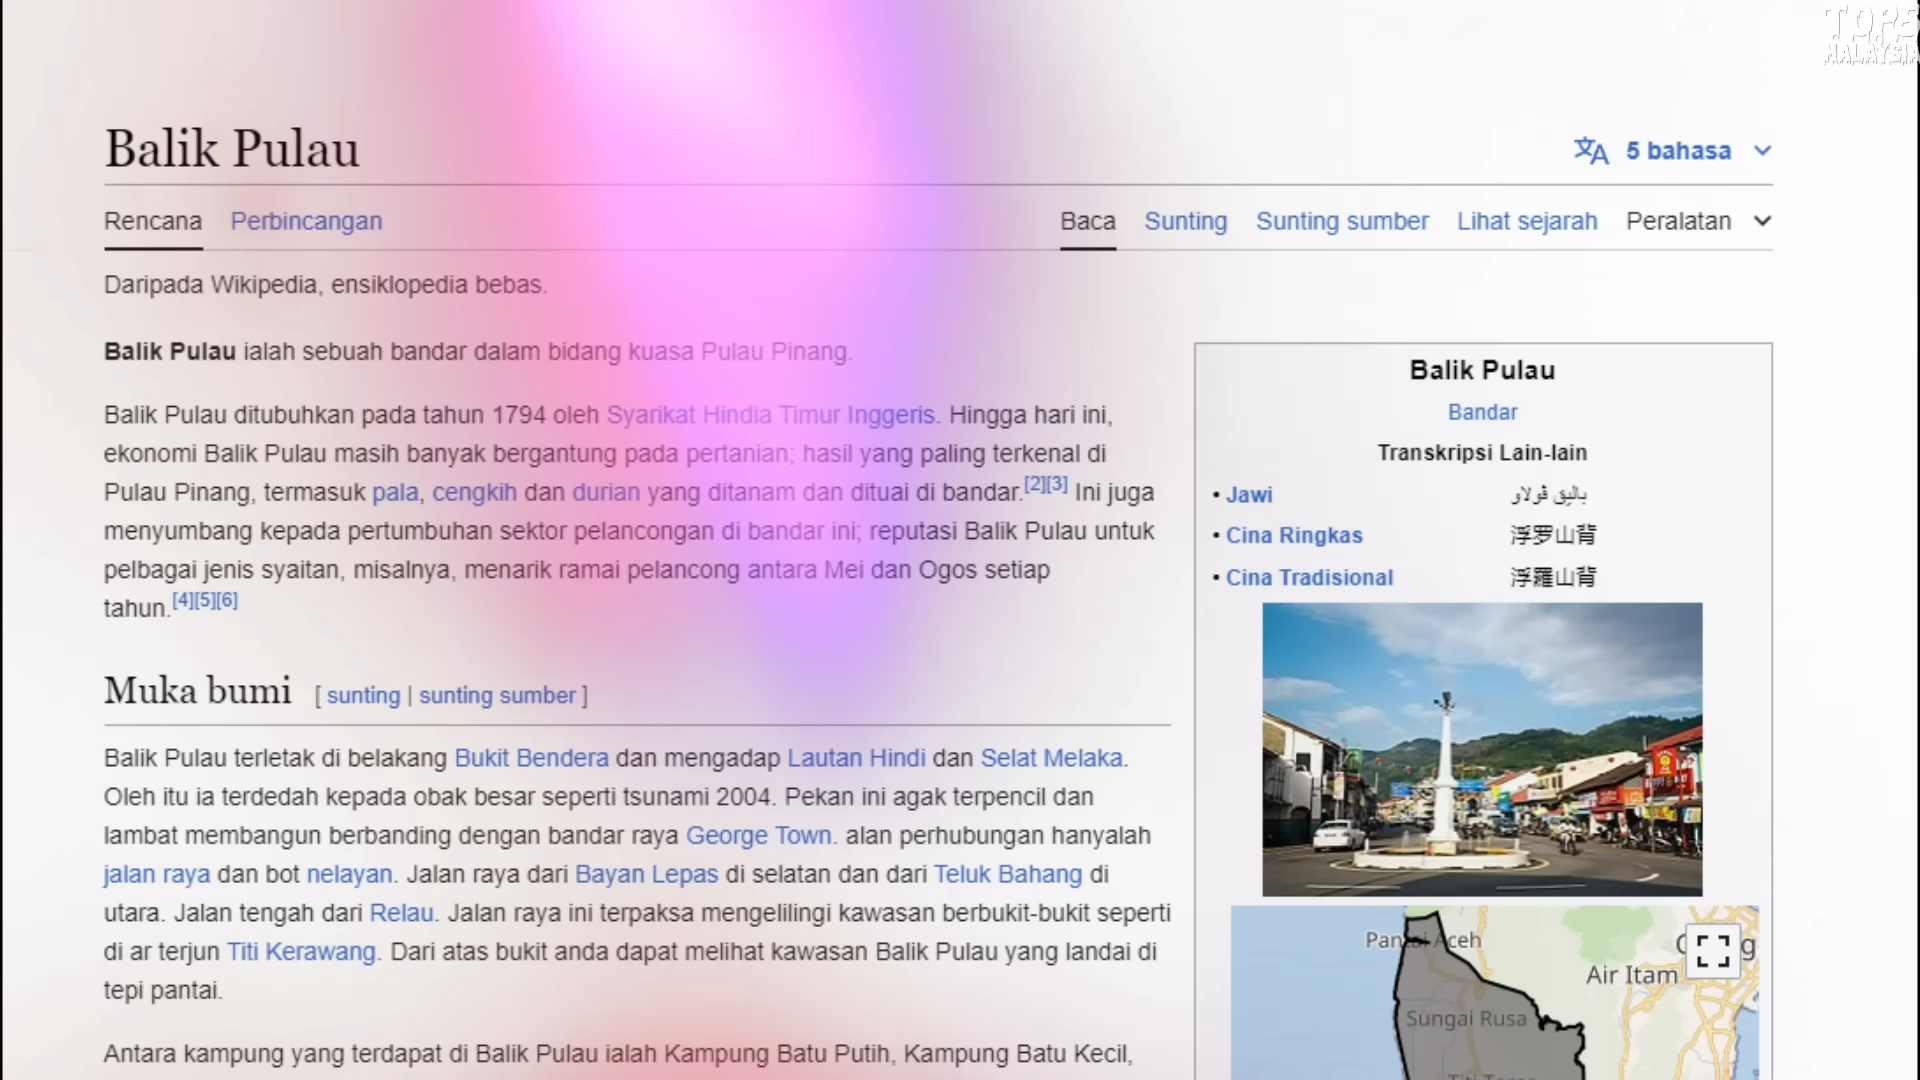 TOP5
MALAYSIA
Balik Pulau
5 bahasa
Rencana Perbincangan
Baca Sunting Sunting sumber Lihat sejarah Peralatan
Daripada Wikipedia, ensiklopedia bebas.
Balik Pulau ialah sebuah bandar dalam bidang kuasa Pulau Pinang.
Balik Pulau ditubuhkan pada tahun 1794 oleh Syarikat Hindia Timur Inggeris. Hingga hari ini,
ekonomi Balik Pulau masih banyak bergantung pada pertanian; hasil yang paling terkenal di
Pulau Pinang, termasuk pala, cengkih dan durian yang ditanam dan dituai di bandar.[2][3] Ini juga
menyumbang kepada pertumbuhan sektor pelancongan di bandar ini; reputasi Balik Pulau untuk
pelbagai jenis syaitan, misalnya, menarik ramai pelancong antara Mei dan Ogos setiap
tahun.[4][5][6]
Muka bumi [ sunting | sunting sumber ]
Balik Pulau terletak di belakang Bukit Bendera dan mengadap Lautan Hindi dan Selat Melaka.
Oleh itu ia terdedah kepada obak besar seperti tsunami 2004. Pekan ini agak terpencil dan
lambat membangun berbanding dengan bandar raya George Town. alan perhubungan hanyalah
jalan raya dan bot nelayan. Jalan raya dari Bayan Lepas di selatan dan dari Teluk Bahang di
utara. Jalan tengah dari Relau. Jalan raya ini terpaksa mengelilingi kawasan berbukit-bukit seperti
di ar terjun Titi Kerawang. Dari atas bukit anda dapat melihat kawasan Balik Pulau yang landai di
tepi pantai.
Antara kampung yang terdapat di Balik Pulau ialah Kampung Batu Putih, Kampung Batu Kecil,
Balik Pulau
Bandar
Transkripsi Lain-lain
• Jawi باليق ڤولاو
• Cina Ringkas 浮罗山背
• Cina Tradisional 浮羅山背
Pantai Aceh
Air Itam
Sungai Rusa